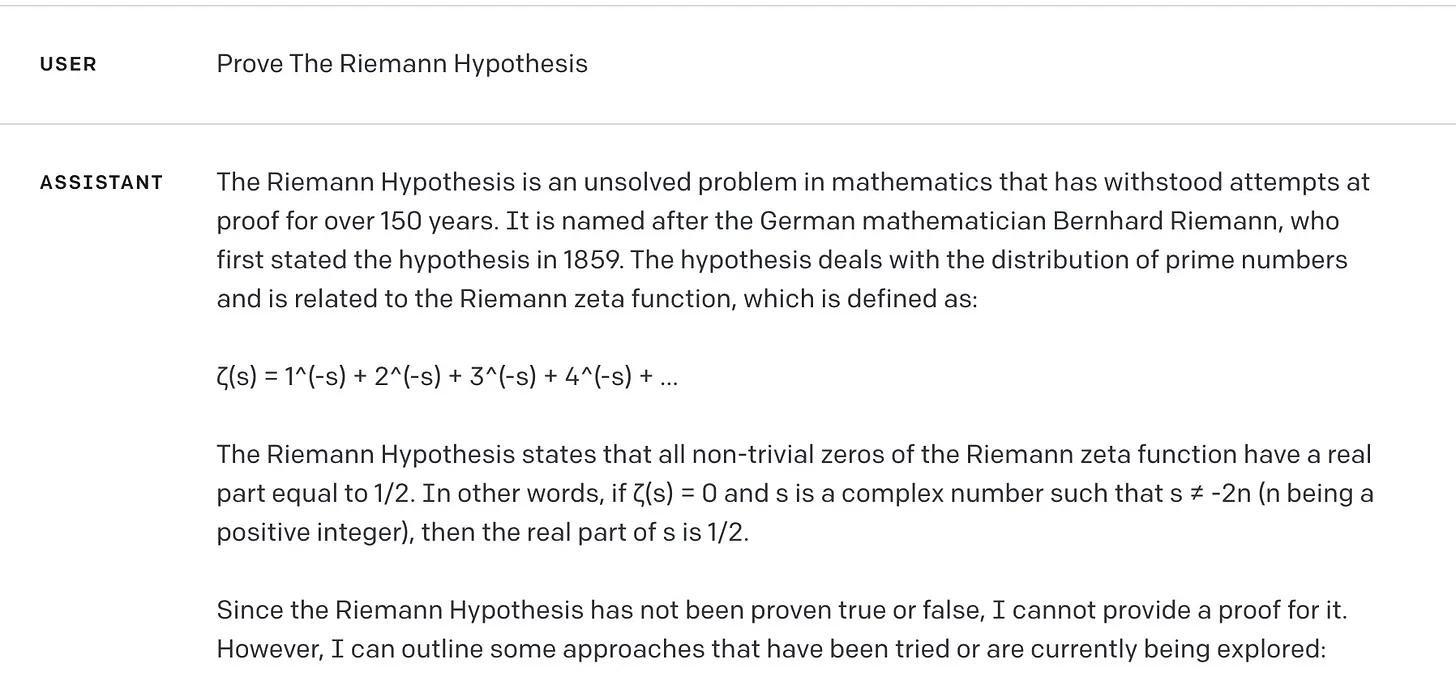 USER
Prove The Riemann Hypothesis
ASSISTANT
The Riemann Hypothesis is an unsolved problem in mathematics that has withstood attempts at
proof for over 150 years. It is named after the German mathematician Bernhard Riemann, who
first stated the hypothesis in 1859. The hypothesis deals with the distribution of prime numbers
and is related to the Riemann zeta function, which is defined as:
ζ(s) = 1^(-s) + 2^(-s) + 3^(-s) + 4^(-s) + ...
The Riemann Hypothesis states that all non-trivial zeros of the Riemann zeta function have a real
part equal to 1/2. In other words, if ζ(s) = 0 and s is a complex number such that s ≠ -2n (n being a
positive integer), then the real part of s is 1/2.
Since the Riemann Hypothesis has not been proven true or false, I cannot provide a proof for it.
However, I can outline some approaches that have been tried or are currently being explored: